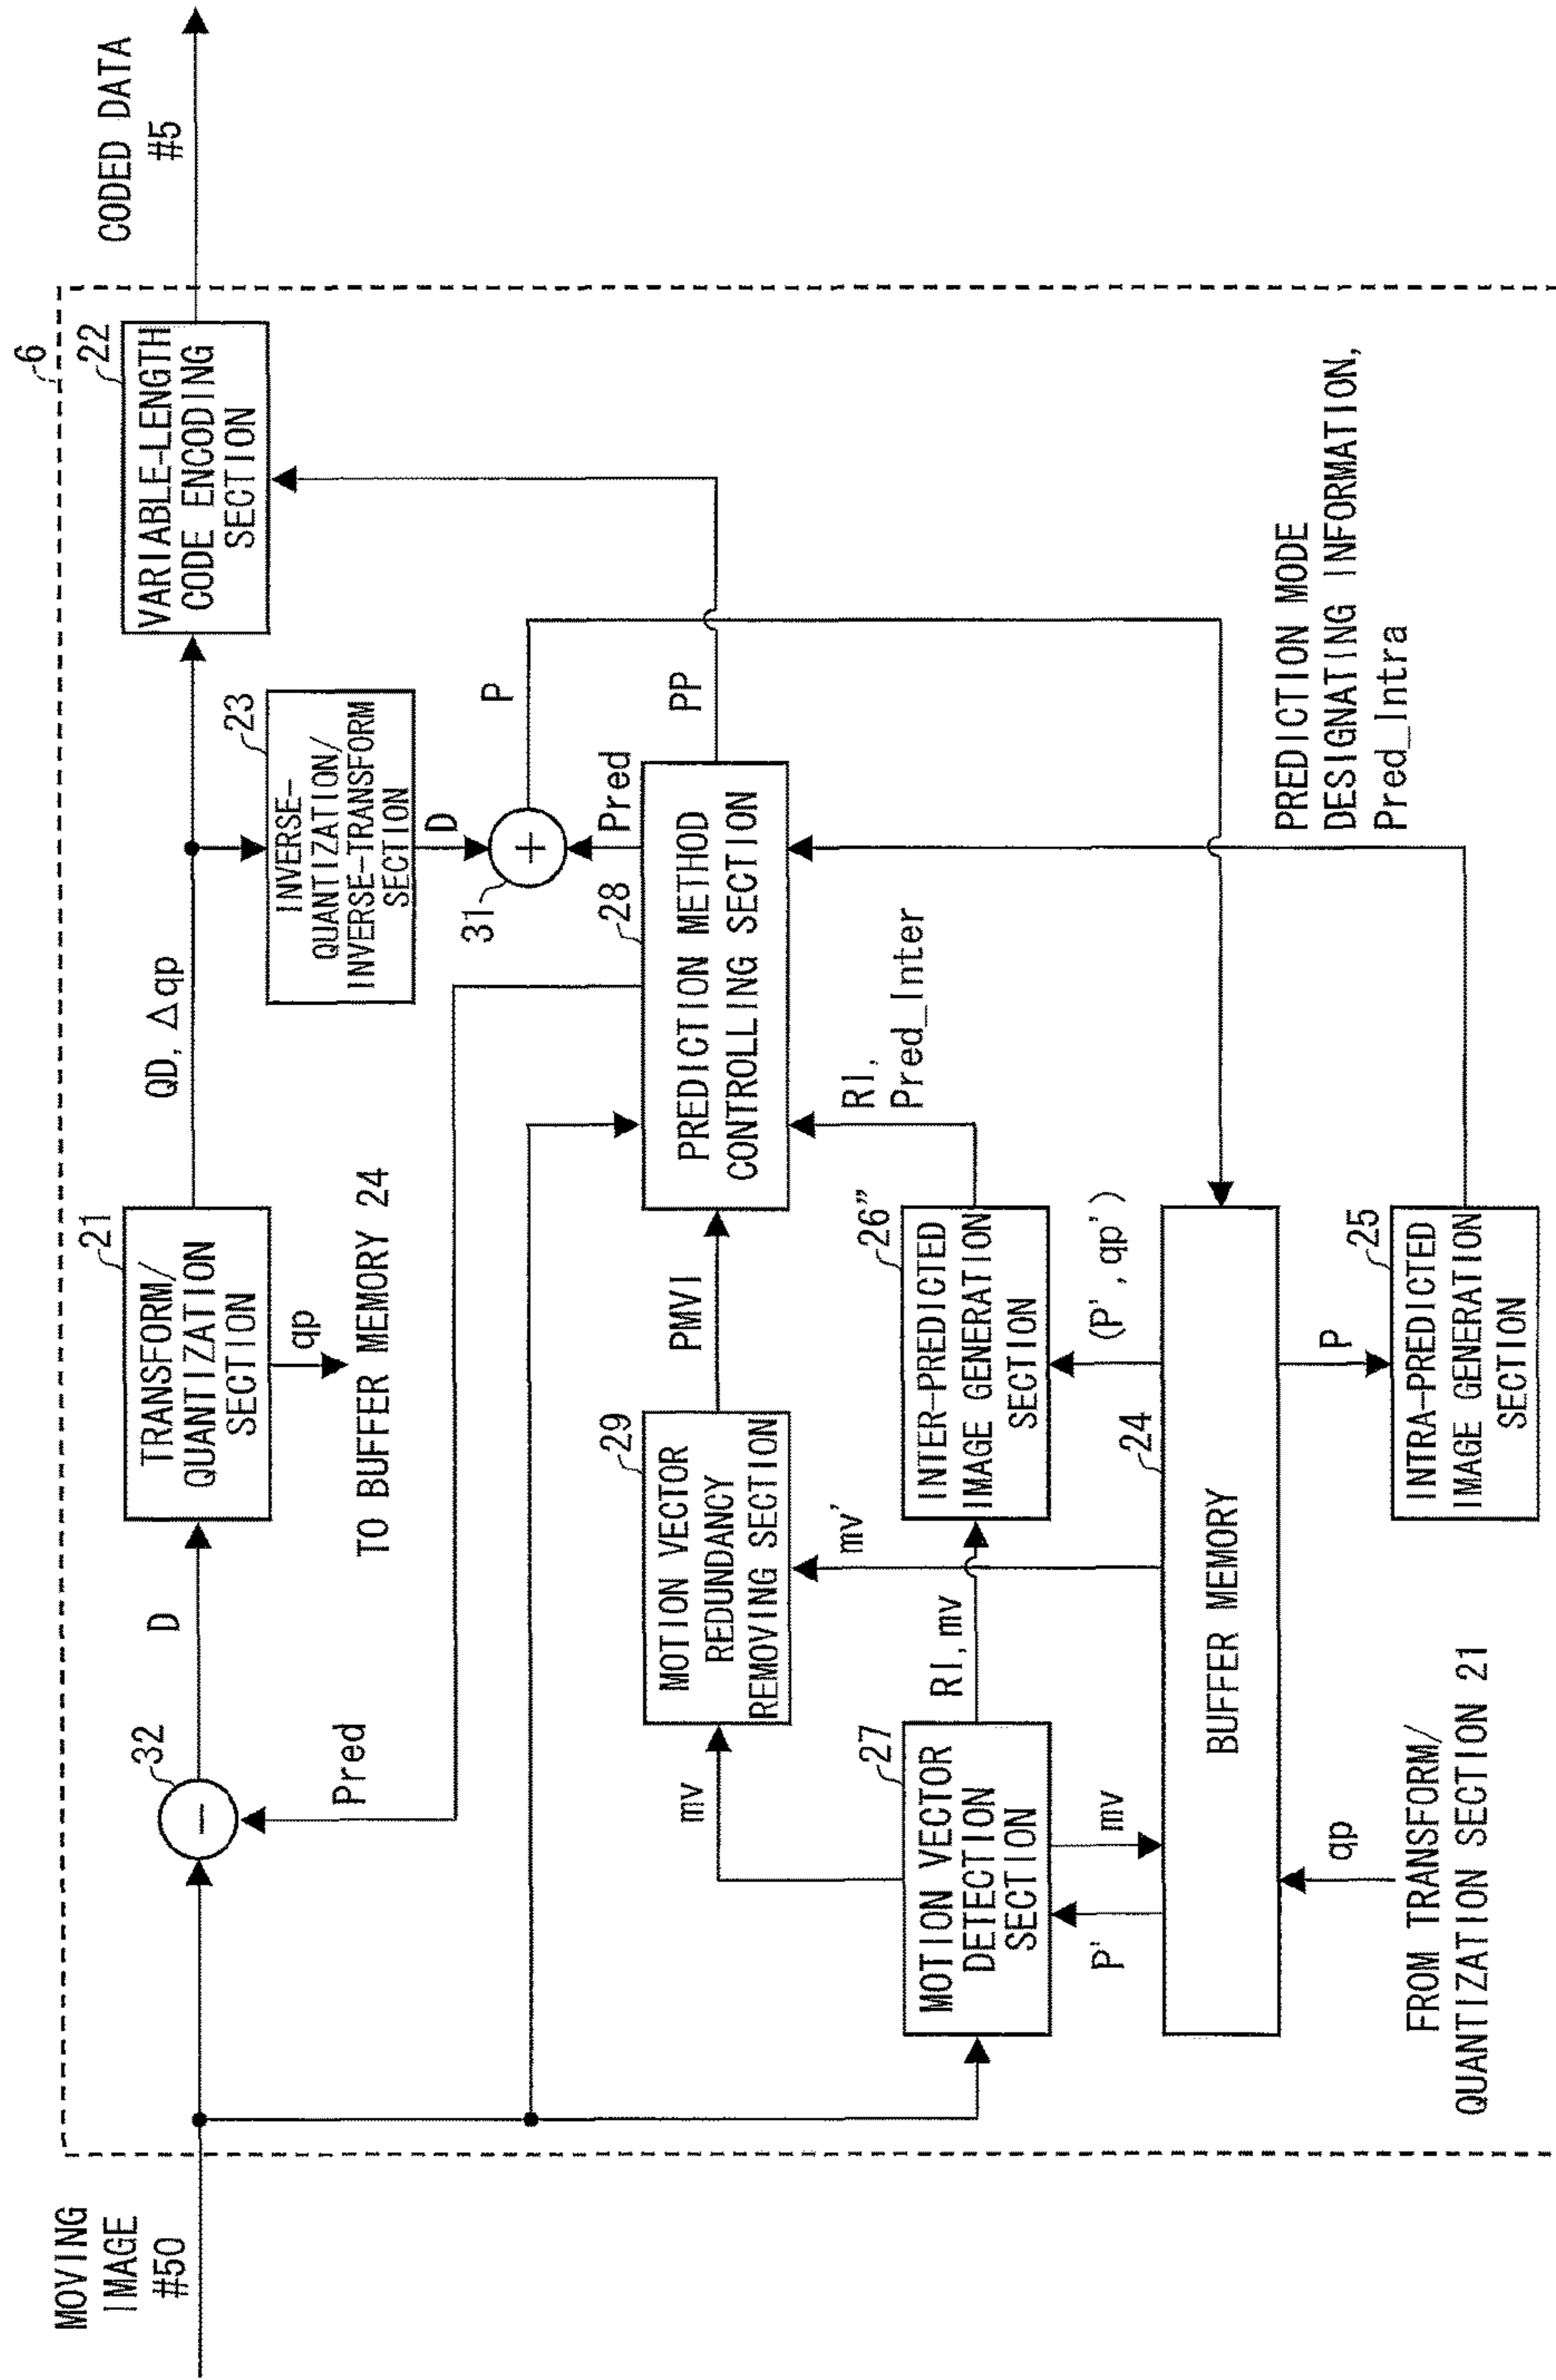 MOVING
IMAGE
#50
6
32
−
D
Pred
21
TRANSFORM/
QUANTIZATION
SECTION
qp
TO BUFFER MEMORY 24
QD, Δqp
22
VARIABLE-LENGTH
CODE ENCODING
SECTION
CODED DATA
#5
23
INVERSE-
QUANTIZATION/
INVERSE-TRANSFORM
SECTION
D
31
+
P
Pred
28
PREDICTION METHOD
CONTROLLING SECTION
PP
29
MOTION VECTOR
REDUNDANCY
REMOVING SECTION
PMVI
mv
mv'
27
MOTION VECTOR
DETECTION
SECTION
RI, mv
26”
INTER-PREDICTED
IMAGE GENERATION
SECTION
RI,
Pred_Inter
P'
mv
(P', qp')
24
BUFFER MEMORY
qp
FROM TRANSFORM/
QUANTIZATION SECTION 21
P
25
INTRA-PREDICTED
IMAGE GENERATION
SECTION
PREDICTION MODE
DESIGNATING INFORMATION,
Pred_Intra